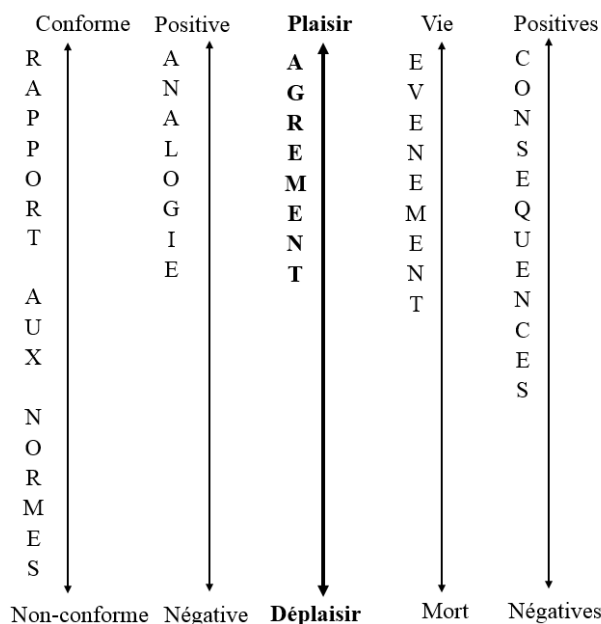 Conforme Positive Plaisir Vie Positives
RAPPORT AUX NORMES
ANALOGIE
AGREMENT
EVENEMENT
CONSEQUENCES
Non-conforme Négative Déplaisir Mort Négatives